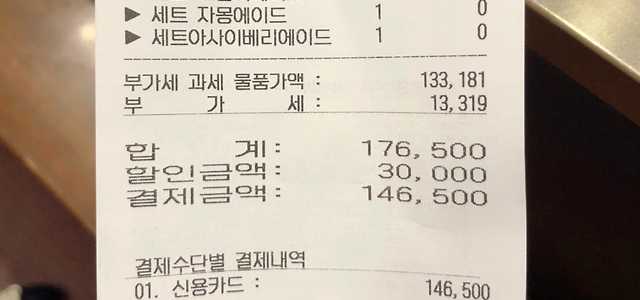 ▶ 세트 자몽에이드 1 0
▶ 세트아사이베리에이드 1 0
부가세 과세 물품가액 : 133,181
부 가 세 : 13,319
합 계 : 176,500
할인금액 : 30,000
결제금액 : 146,500
결제수단별 결제내역
01. 신용카드 : 146,500